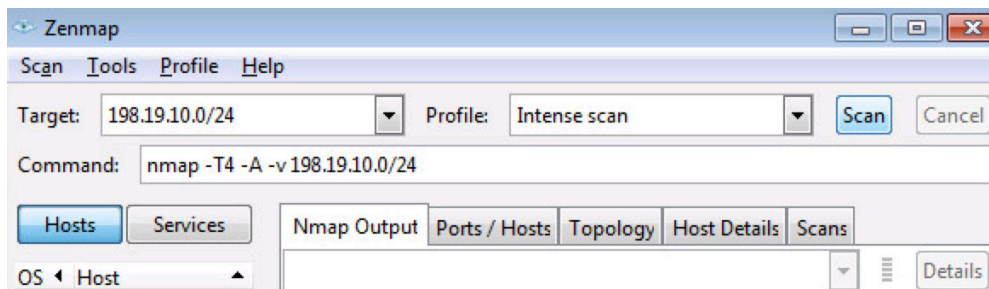 Zenmap
Scan Tools Profile Help
Target: 198.19.10.0/24 Profile: Intense scan Scan Cancel
Command: nmap -T4 -A -v 198.19.10.0/24
Hosts Services Nmap Output Ports / Hosts Topology Host Details Scans
OS Host Details